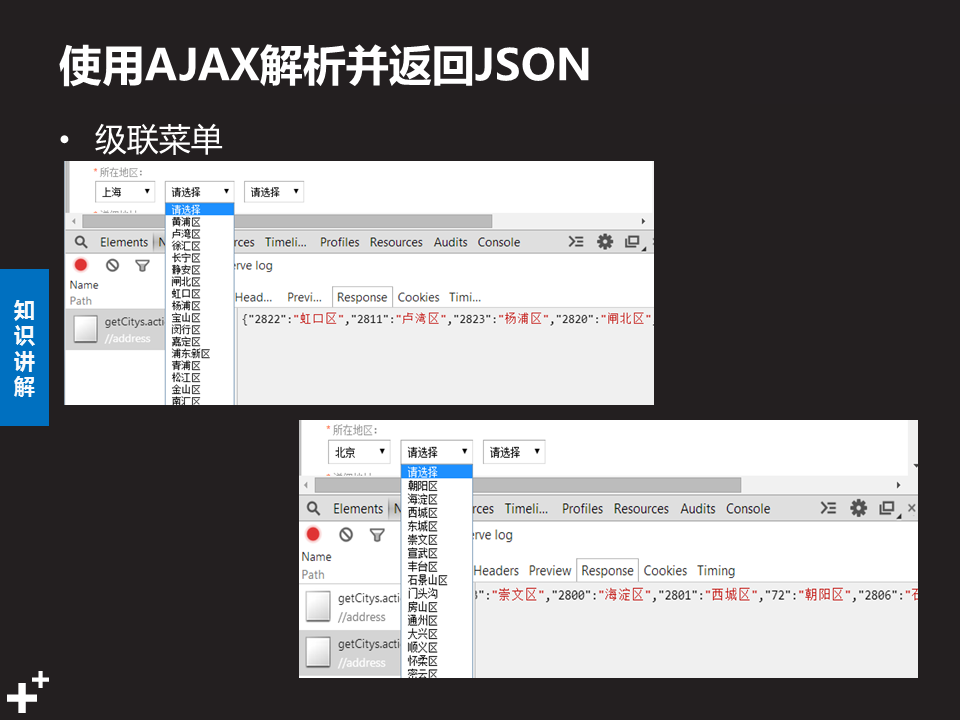 使用AJAX解析并返回JSON
• 级联菜单
知识讲解
* 所在地区:
上海 请选择 请选择
请选择
黄浦区
卢湾区
徐汇区
长宁区
静安区
闸北区
虹口区
杨浦区
宝山区
闵行区
嘉定区
浦东新区
青浦区
松江区
金山区
南汇区
Elements N rces Timeli... Profiles Resources Audits Console
rve log
Name
Path
Head... Previ... Response Cookies Timi...
getCitys.acti
//address
{"2822":"虹口区","2811":"卢湾区","2823":"杨浦区","2820":"闸北区",
* 所在地区:
北京 请选择 请选择
请选择
朝阳区
海淀区
西城区
东城区
崇文区
宣武区
丰台区
石景山区
门头沟
房山区
通州区
大兴区
顺义区
怀柔区
密云区
Elements N rces Timeli... Profiles Resources Audits Console
rve log
Name
Path
Headers Preview Response Cookies Timing
getCitys.acti
//address
getCitys.acti
//address
":"崇文区","2800":"海淀区","2801":"西城区","72":"朝阳区","2806":"石